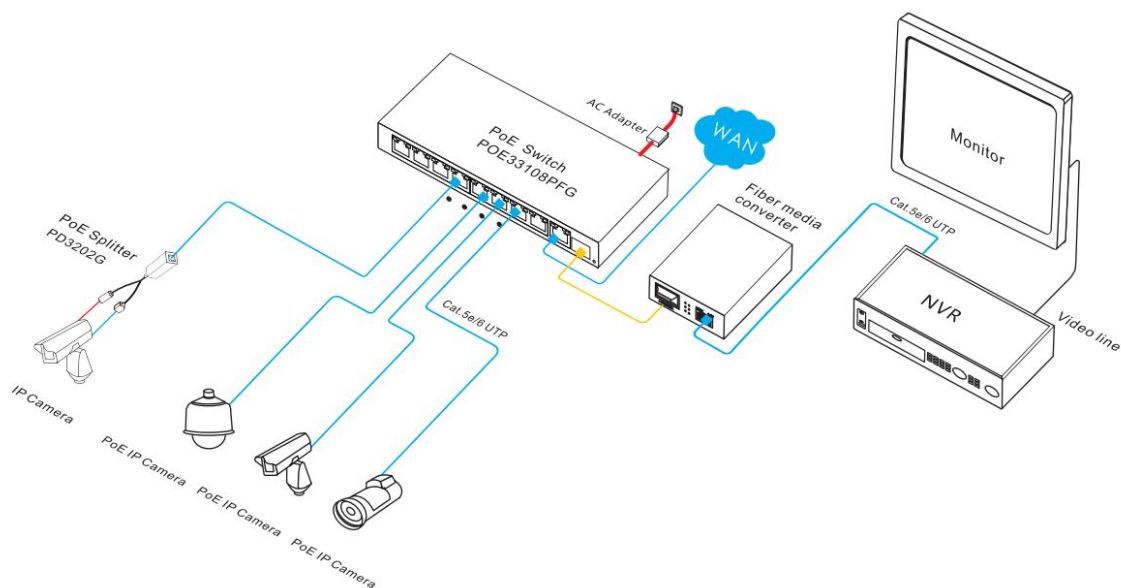 AC Adapter
WAN
PoE Switch
POE33108PFG
Monitor
Fiber media
converter
Cat.5e/6 UTP
PoE Splitter
PD3202G
NVR
Video line
Cat.5e/6 UTP
IP Camera
PoE IP Camera
PoE IP Camera
PoE IP Camera